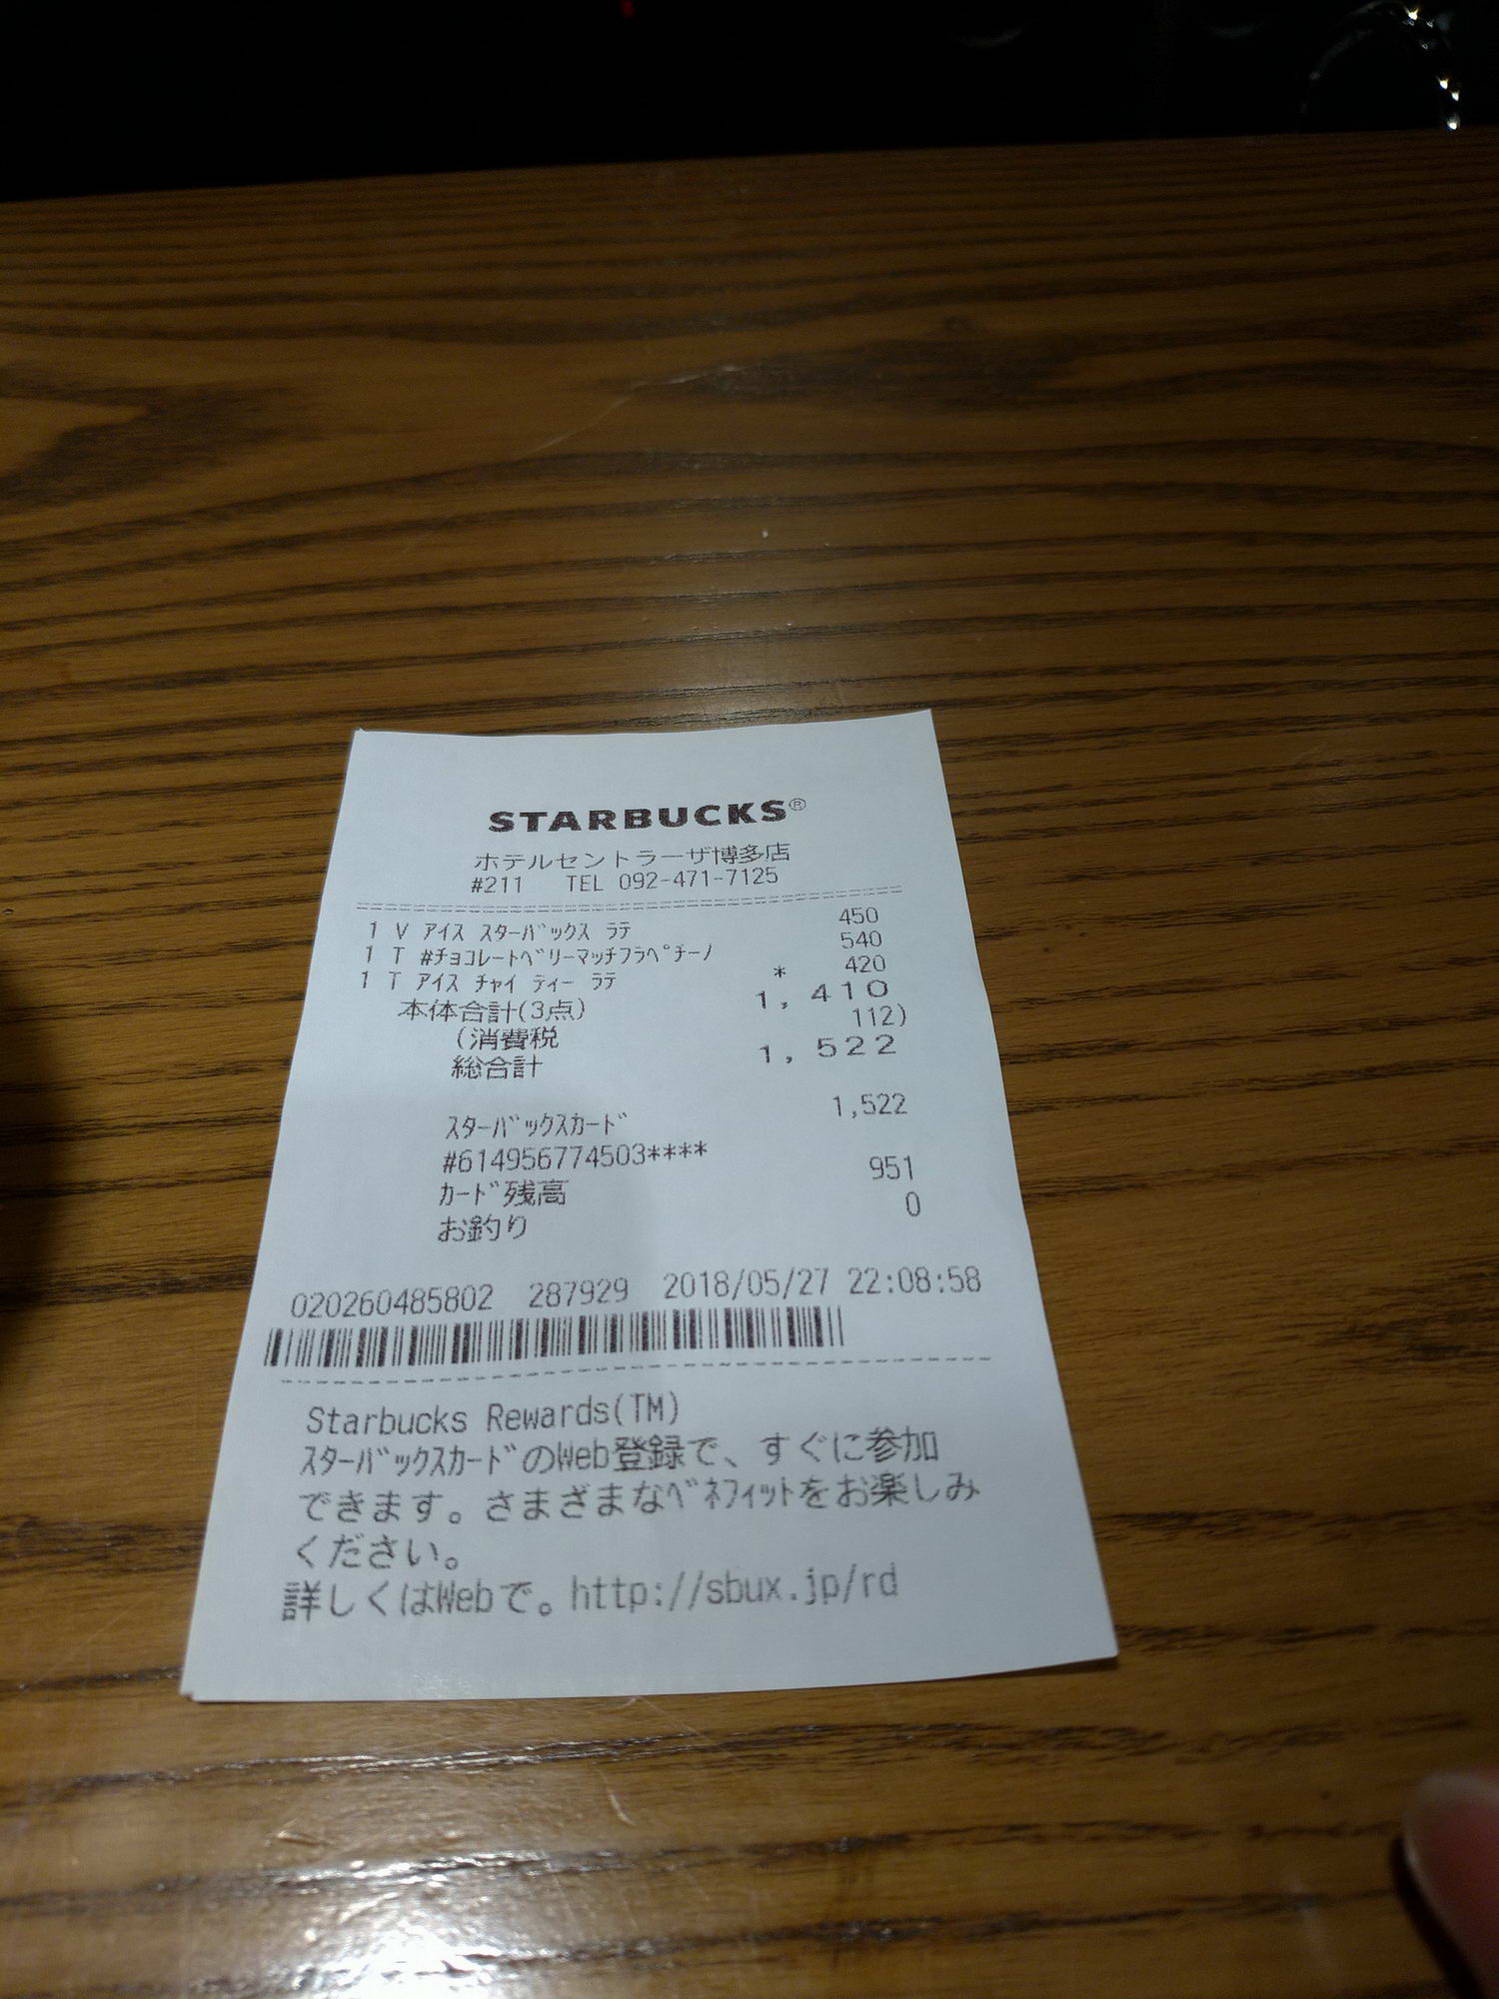 STARBUCKS®
ホテルセントラーザ博多店
#211 TEL 092-471-7125
1 V ｱｲｽ ｽﾀｰﾊﾞｯｸｽ ﾗﾃ 450
1 T #ﾁｮｺﾚｰﾄﾍﾞﾘｰﾏｯﾁﾌﾗﾍﾟﾁｰﾉ 540
1 T ｱｲｽ ﾁｬｲ ﾃｨｰ ﾗﾃ * 420
本体合計(3点) 1,410
(消費税 112)
総合計 1,522
ｽﾀｰﾊﾞｯｸｽｶｰﾄﾞ 1,522
#614956774503****
ｶｰﾄﾞ残高 951
お釣り 0
020260485802 287929 2018/05/27 22:08:58
Starbucks Rewards(TM)
ｽﾀｰﾊﾞｯｸｽｶｰﾄﾞのWeb登録で、すぐに参加
できます。さまざまなﾍﾞﾈﾌｨｯﾄをお楽しみ
ください。
詳しくはWebで。http://sbux.jp/rd